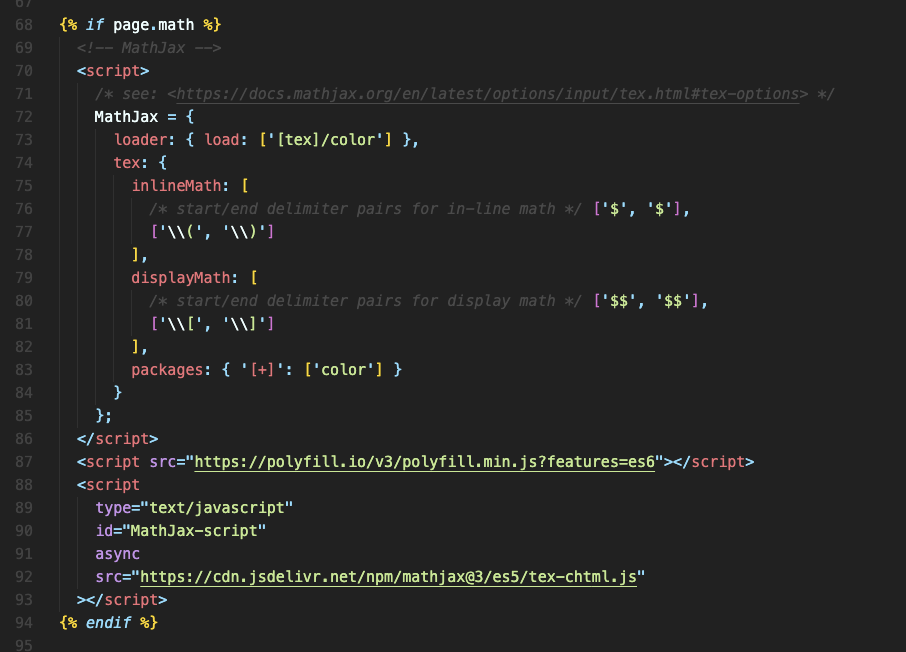 67
68 {% if page.math %}
69 <!-- MathJax -->
70 <script>
71 /* see: <https://docs.mathjax.org/en/latest/options/input/tex.html#tex-options> */
72 MathJax = {
73 loader: { load: ['[tex]/color'] },
74 tex: {
75 inlineMath: [
76 /* start/end delimiter pairs for in-line math */ ['$', '$'],
77 ['\\(', '\\)']
78 ],
79 displayMath: [
80 /* start/end delimiter pairs for display math */ ['$$', '$$'],
81 ['\\[', '\\]']
82 ],
83 packages: { '[+]': ['color'] }
84 }
85 };
86 </script>
87 <script src="https://polyfill.io/v3/polyfill.min.js?features=es6"></script>
88 <script
89 type="text/javascript"
90 id="MathJax-script"
91 async
92 src="https://cdn.jsdelivr.net/npm/mathjax@3/es5/tex-chtml.js"
93 ></script>
94 {% endif %}
95